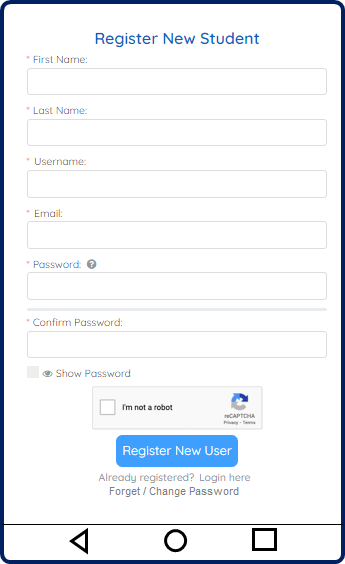 Register New Student
* First Name:
* Last Name:
* Username:
* Email:
* Password: ?
* Confirm Password:
Show Password
I'm not a robot
reCAPTCHA
Privacy - Terms
Register New User
Already registered? Login here
Forget / Change Password